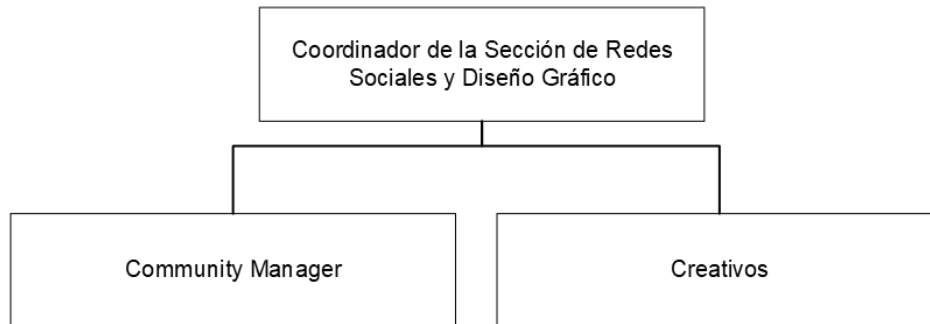 Coordinador de la Sección de Redes
Sociales y Diseño Gráfico
Community Manager
Creativos